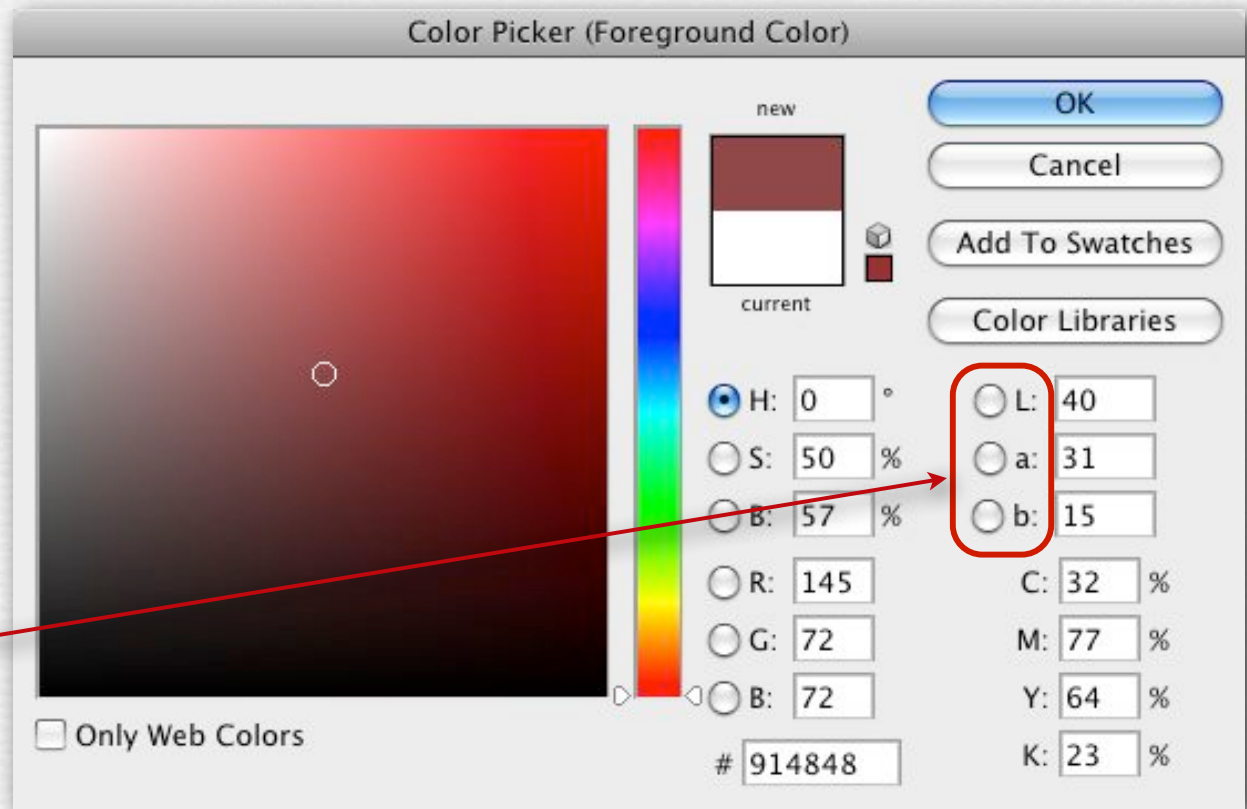 Color Picker (Foreground Color)
new
current
OK
Cancel
Add To Swatches
Color Libraries
H: 0 °
S: 50 %
B: 57 %
R: 145
G: 72
B: 72
# 914848
L: 40
a: 31
b: 15
C: 32 %
M: 77 %
Y: 64 %
K: 23 %
Only Web Colors